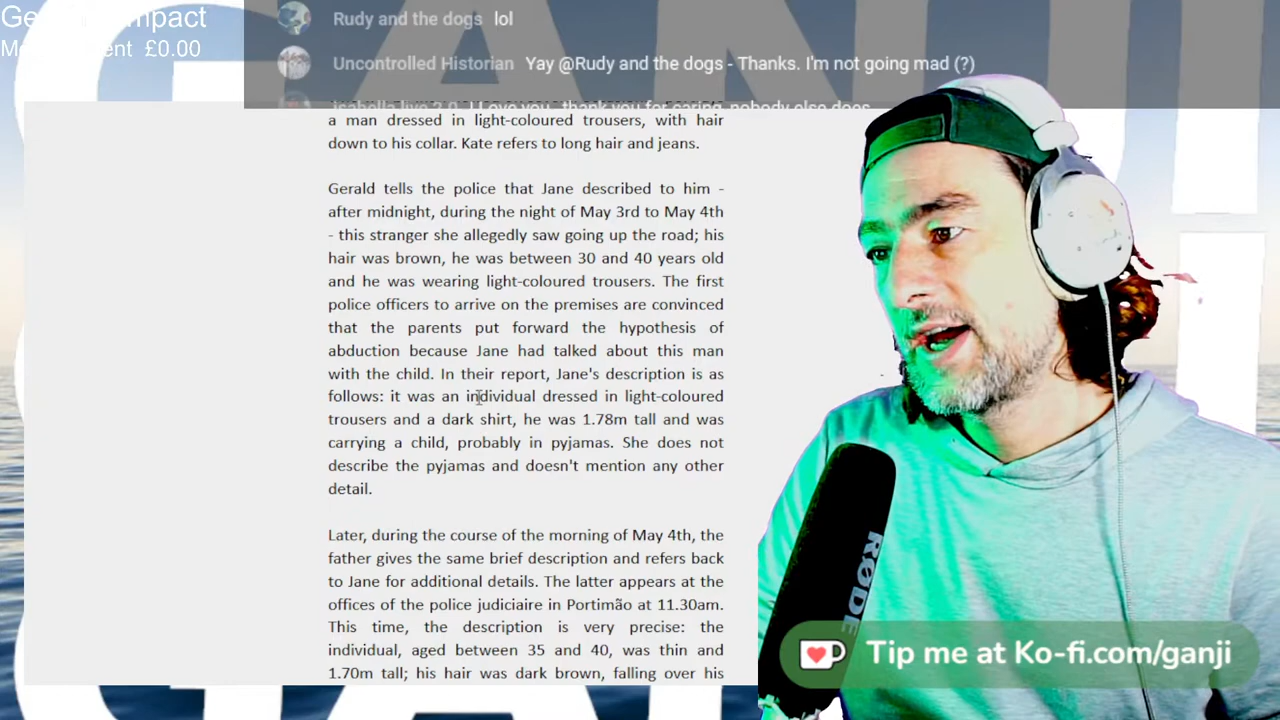 Rudy and the dogs lol
Uncontrolled Historian Yay @Rudy and the dogs - Thanks. I'm not going mad (?)
£0.00
a man dressed in light-coloured trousers, with hair
down to his collar. Kate refers to long hair and jeans.
Gerald tells the police that Jane described to him -
after midnight, during the night of May 3rd to May 4th
- this stranger she allegedly saw going up the road; his
hair was brown, he was between 30 and 40 years old
and he was wearing light-coloured trousers. The first
police officers to arrive on the premises are convinced
that the parents put forward the hypothesis of
abduction because Jane had talked about this man
with the child. In their report, Jane's description is as
follows: it was an individual dressed in light-coloured
trousers and a dark shirt, he was 1.78m tall and was
carrying a child, probably in pyjamas. She does not
describe the pyjamas and doesn't mention any other
detail.
Later, during the course of the morning of May 4th, the
father gives the same brief description and refers back
to Jane for additional details. The latter appears at the
offices of the police judiciaire in Portimão at 11.30am.
This time, the description is very precise: the
individual, aged between 35 and 40, was thin and
1.70m tall; his hair was dark brown, falling over his
RØDE
Tip me at Ko-fi.com/ganji